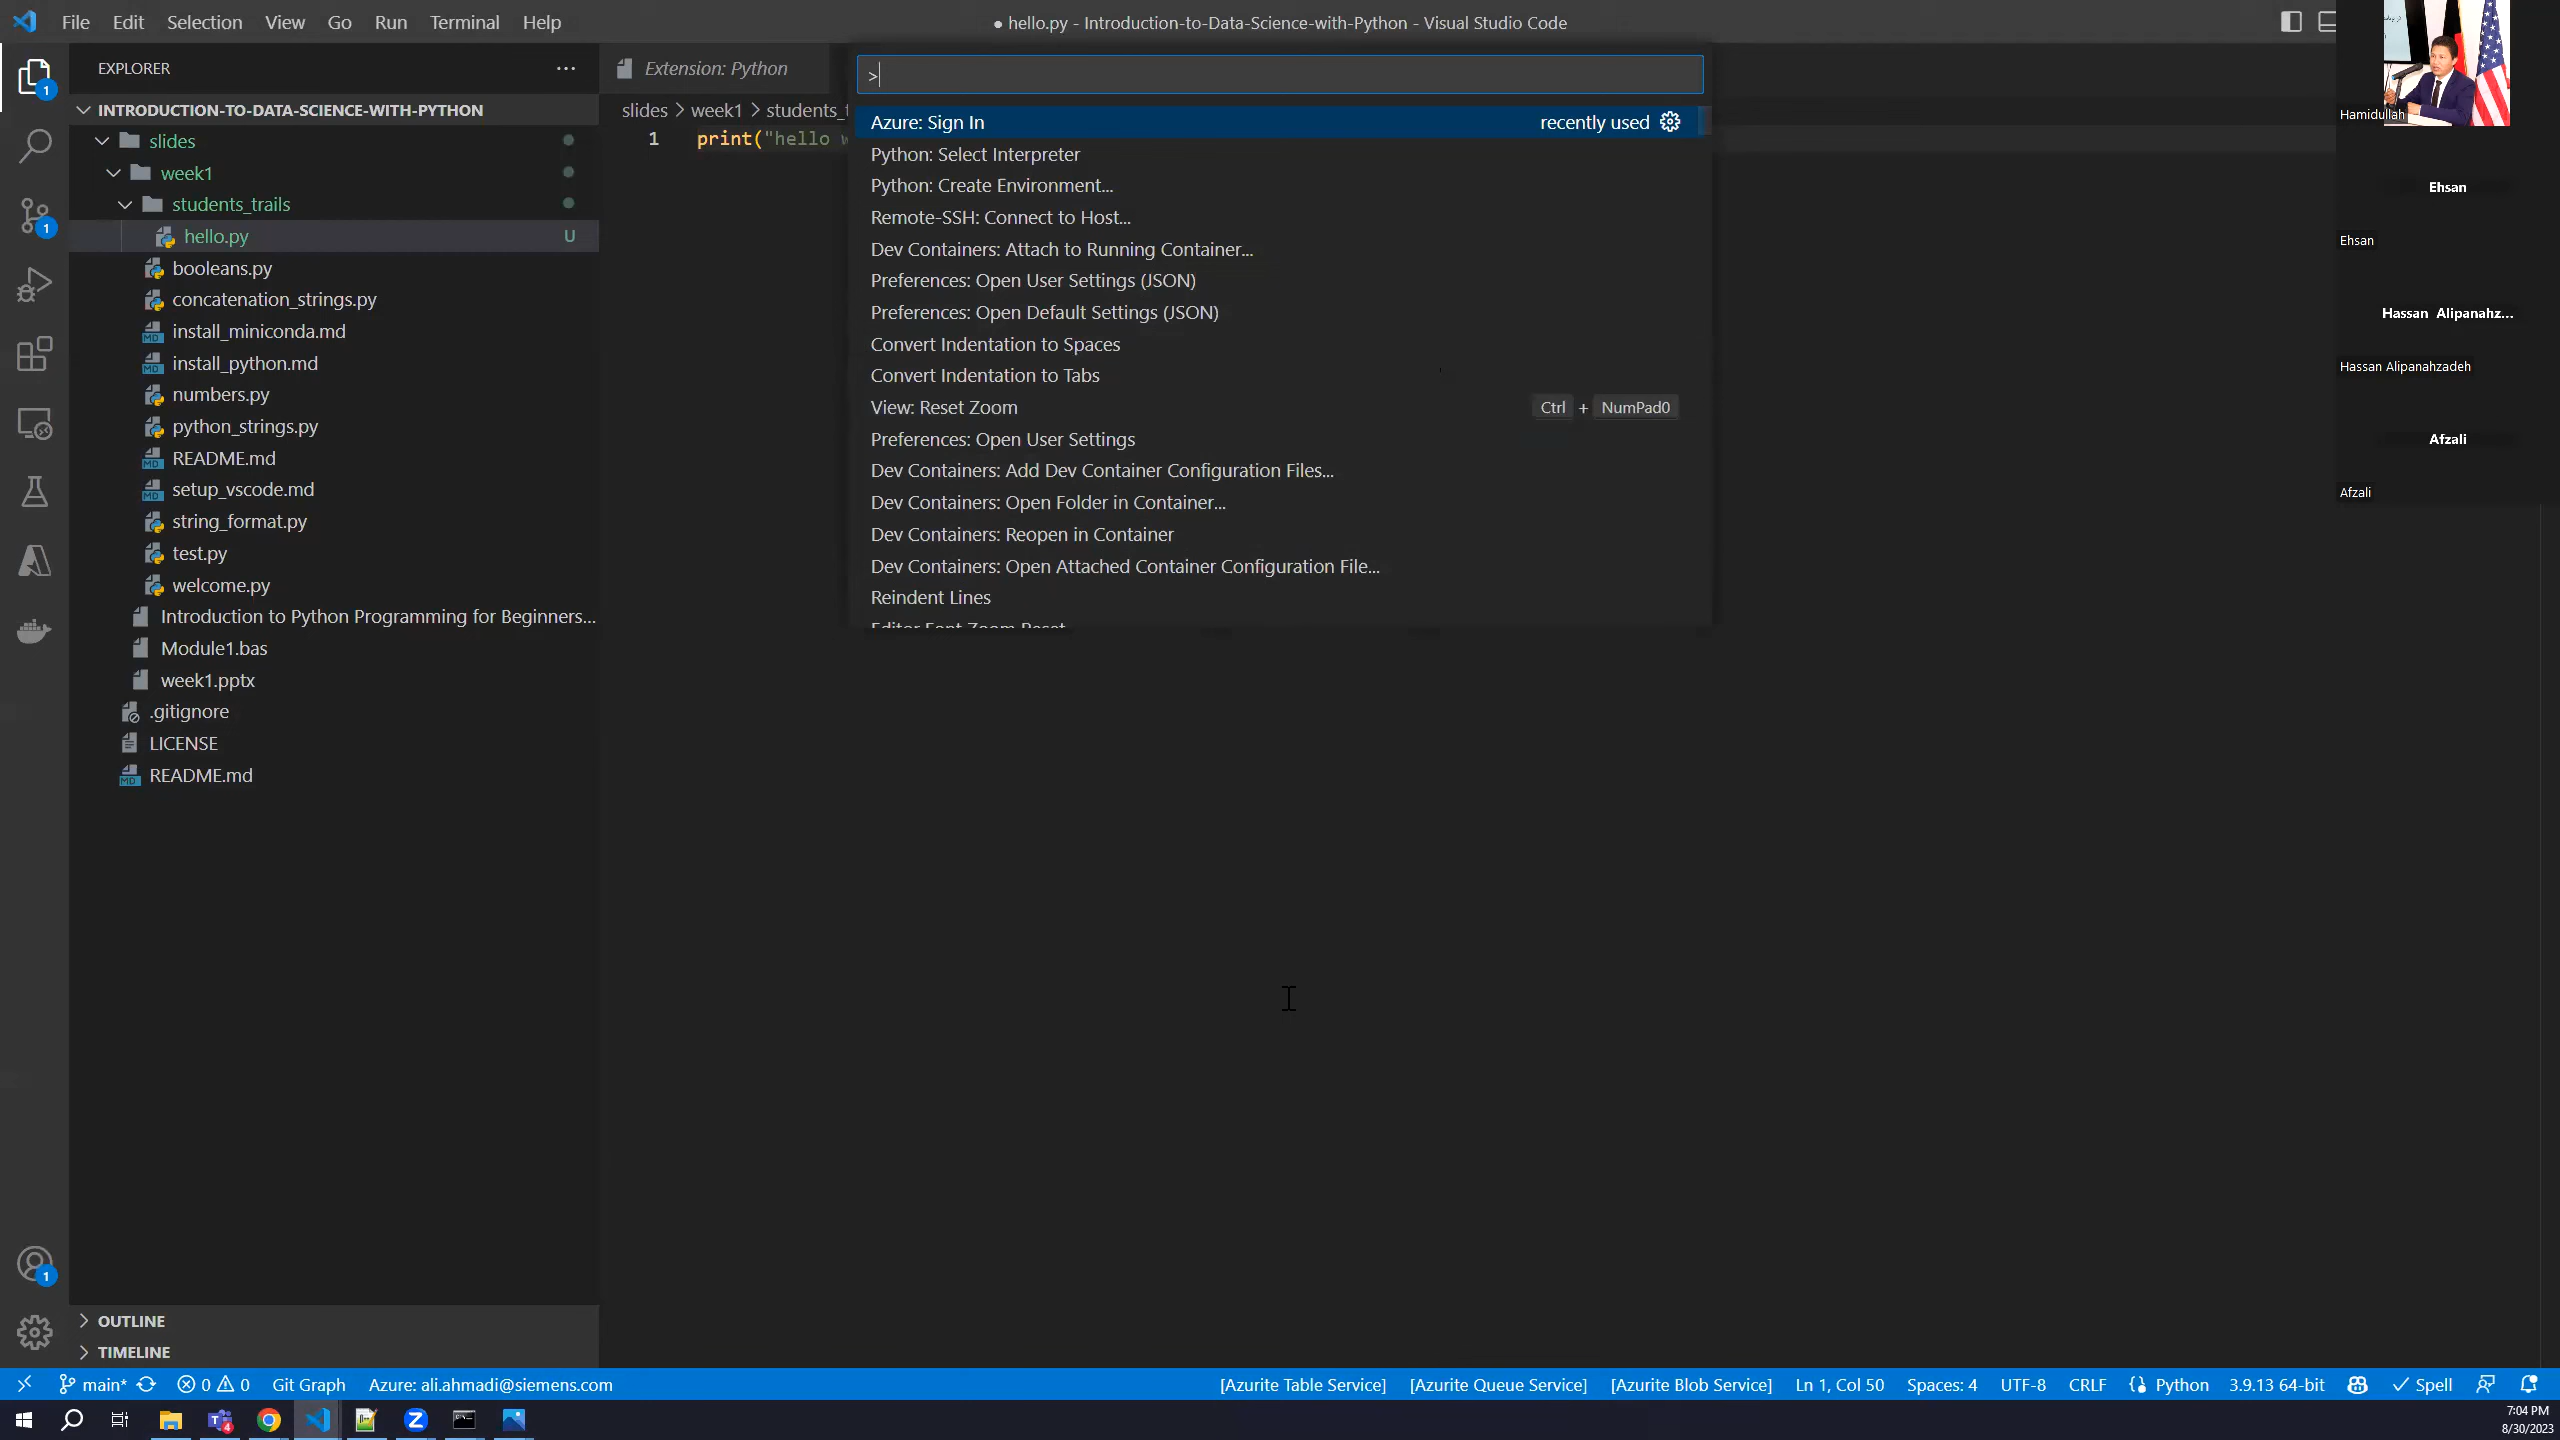 File Edit Selection View Go Run Terminal Help
● hello.py - Introduction-to-Data-Science-with-Python - Visual Studio Code
EXPLORER
INTRODUCTION-TO-DATA-SCIENCE-WITH-PYTHON
slides
week1
students_trails
hello.py U
booleans.py
concatenation_strings.py
install_miniconda.md
install_python.md
numbers.py
python_strings.py
README.md
setup_vscode.md
string_format.py
test.py
welcome.py
Introduction to Python Programming for Beginners...
Module1.bas
week1.pptx
.gitignore
LICENSE
README.md
OUTLINE
TIMELINE
1
1
1
Extension: Python
slides > week1 >
1 print("hello
>
Azure: Sign In recently used
Python: Select Interpreter
Python: Create Environment...
Remote-SSH: Connect to Host...
Dev Containers: Attach to Running Container...
Preferences: Open User Settings (JSON)
Preferences: Open Default Settings (JSON)
Convert Indentation to Spaces
Convert Indentation to Tabs
View: Reset Zoom Ctrl + NumPad0
Preferences: Open User Settings
Dev Containers: Add Dev Container Configuration Files...
Dev Containers: Open Folder in Container...
Dev Containers: Reopen in Container
Dev Containers: Open Attached Container Configuration File...
Reindent Lines
Editor Font Zoom Reset
Hamidullah
Ehsan
Ehsan
Hassan Alipanahz...
Hassan Alipanahzadeh
Afzali
Afzali
main* 0 0 Git Graph Azure: ali.ahmadi@siemens.com [Azurite Table Service] [Azurite Queue Service] [Azurite Blob Service] Ln 1, Col 50 Spaces: 4 UTF-8 CRLF {} Python 3.9.13 64-bit Spell
4
7:04 PM
8/30/2023